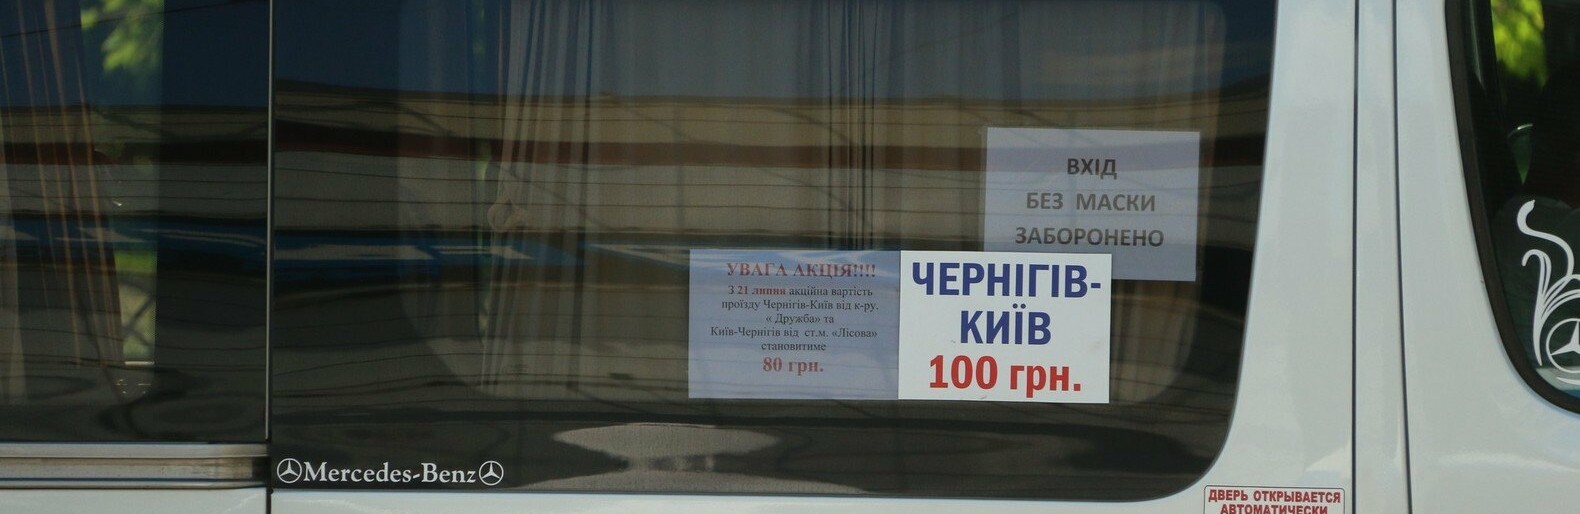 ВХІД
БЕЗ МАСКИ
ЗАБОРОНЕНО
УВАГА АКЦІЯ!!!!
З 21 липня акційна вартість
проїзду Чернігів-Київ від к-ру.
« Дружба» та
Київ-Чернігів від ст.м. «Лісова»
становитиме
80 грн.
ЧЕРНІГІВ-
КИЇВ
100 грн.
Mercedes-Benz
ДВЕРЬ ОТКРЫВАЕТСЯ
АВТОМАТИЧЕСКИ